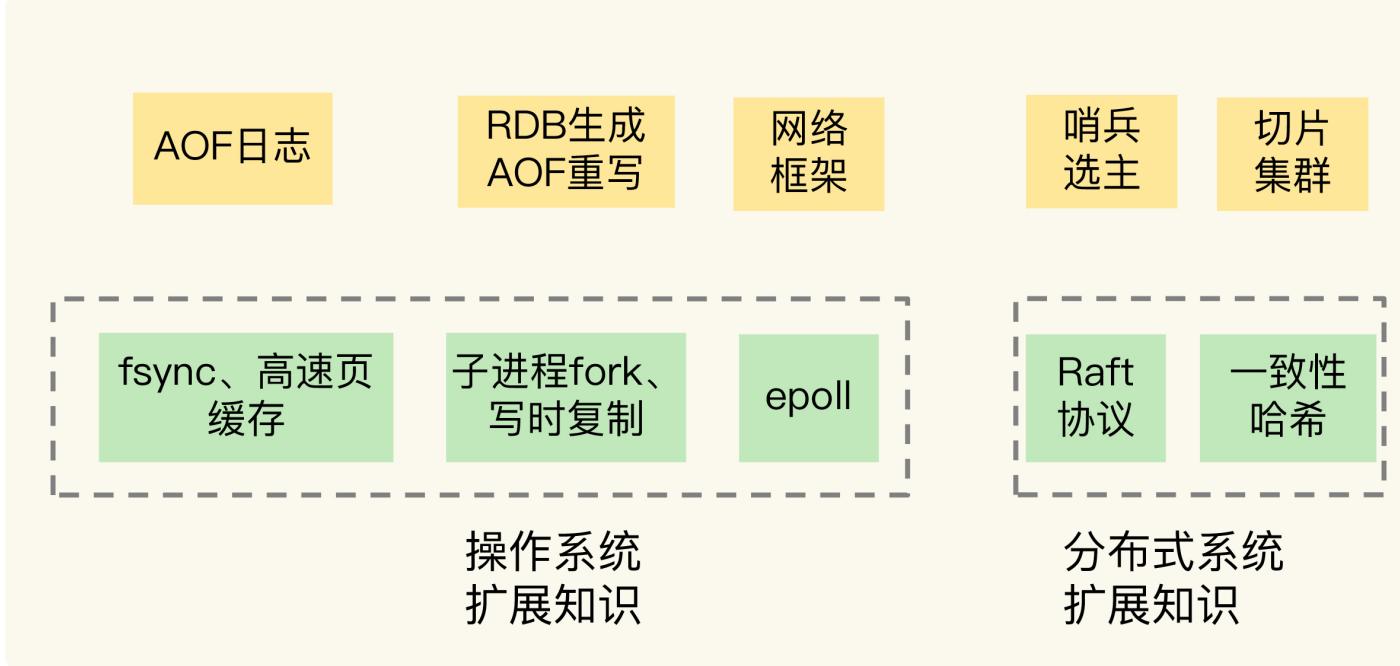 AOF日志
RDB生成
AOF重写
网络
框架
哨兵
选主
切片
集群
fsync、高速页
缓存
子进程fork、
写时复制
epoll
Raft
协议
一致性
哈希
操作系统
扩展知识
分布式系统
扩展知识